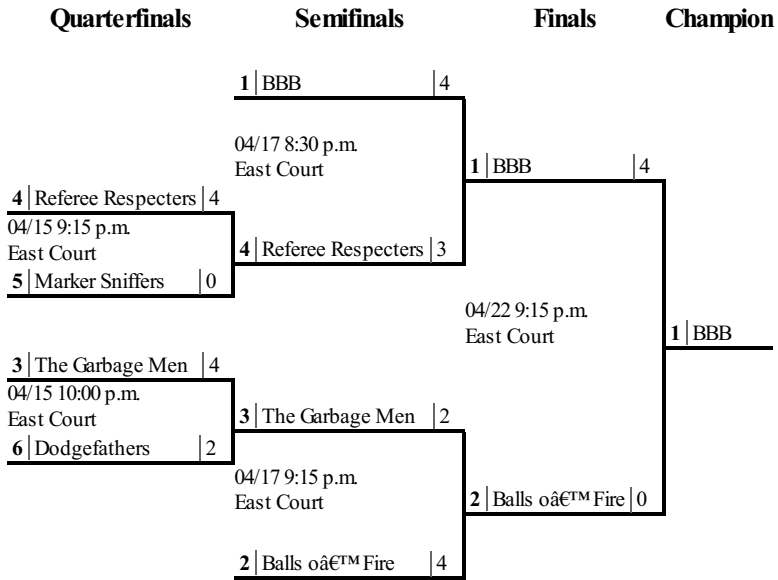 Quarterfinals Semifinals Finals Champion
1 BBB 4
04/17 8:30 p.m.
East Court
1 BBB 4
4 Referee Respecters 4
04/15 9:15 p.m.
East Court
4 Referee Respecters 3
5 Marker Sniffers 0
04/22 9:15 p.m.
East Court
1 BBB
3 The Garbage Men 4
04/15 10:00 p.m.
East Court
3 The Garbage Men 2
6 Dodgefathers 2
04/17 9:15 p.m.
East Court
2 Balls oâ€™ Fire 0
2 Balls oâ€™ Fire 4